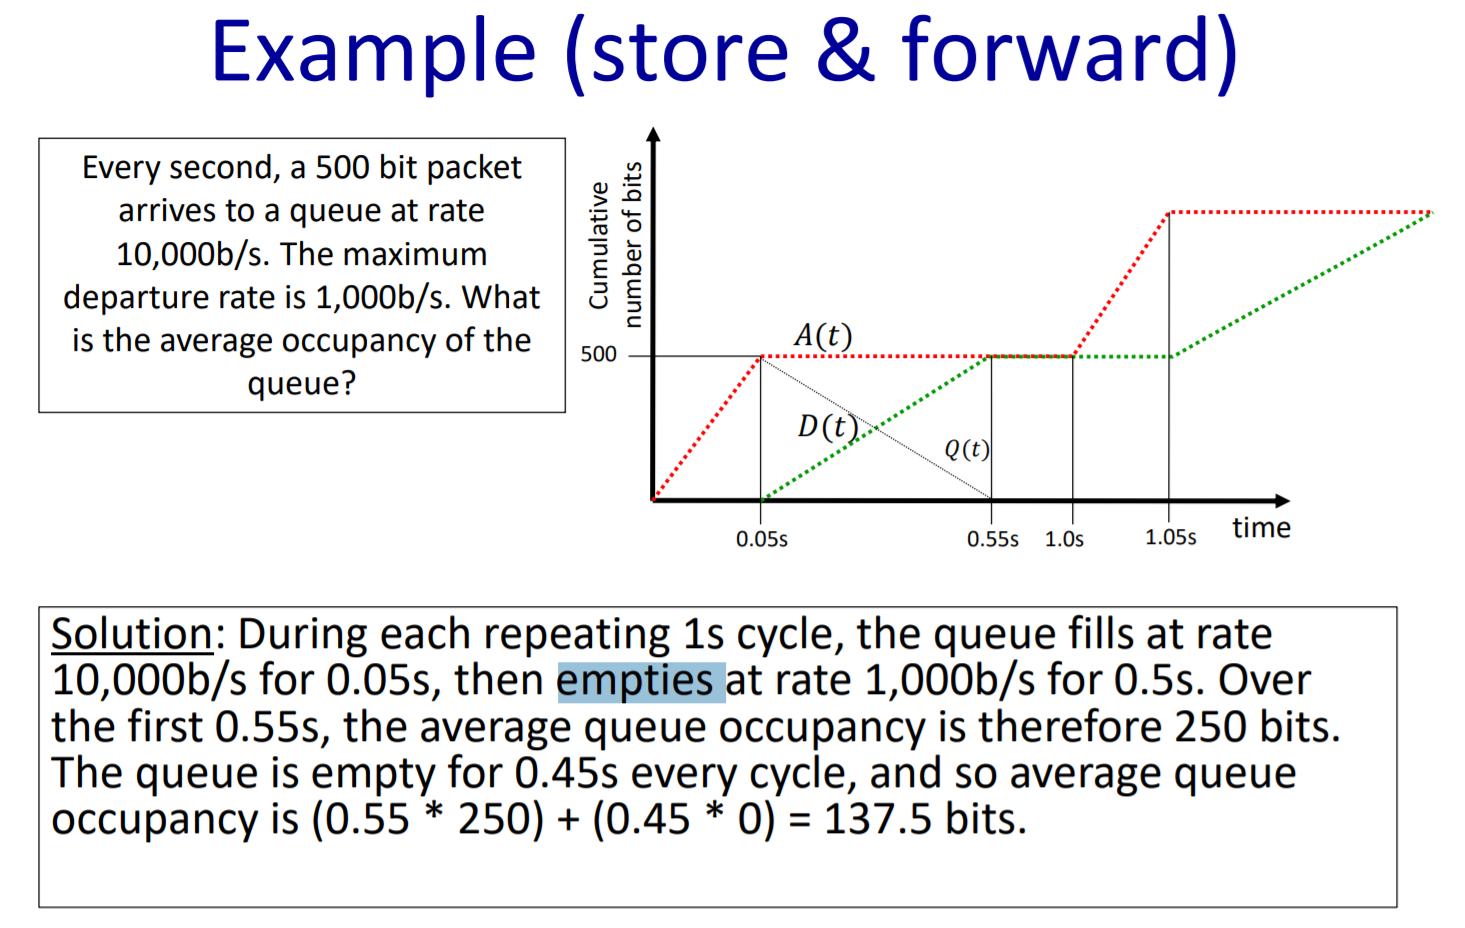 Example (store & forward)
Every second, a 500 bit packet
arrives to a queue at rate
10,000b/s. The maximum
departure rate is 1,000b/s. What
is the average occupancy of the
queue?
Cumulative
number of bits
500
A(t)
D(t)
Q(t)
0.05s
0.55s
1.0s
1.05s
time
Solution: During each repeating 1s cycle, the queue fills at rate
10,000b/s for 0.05s, then empties at rate 1,000b/s for 0.5s. Over
the first 0.55s, the average queue occupancy is therefore 250 bits.
The queue is empty for 0.45s every cycle, and so average queue
occupancy is (0.55 * 250) + (0.45 * 0) = 137.5 bits.